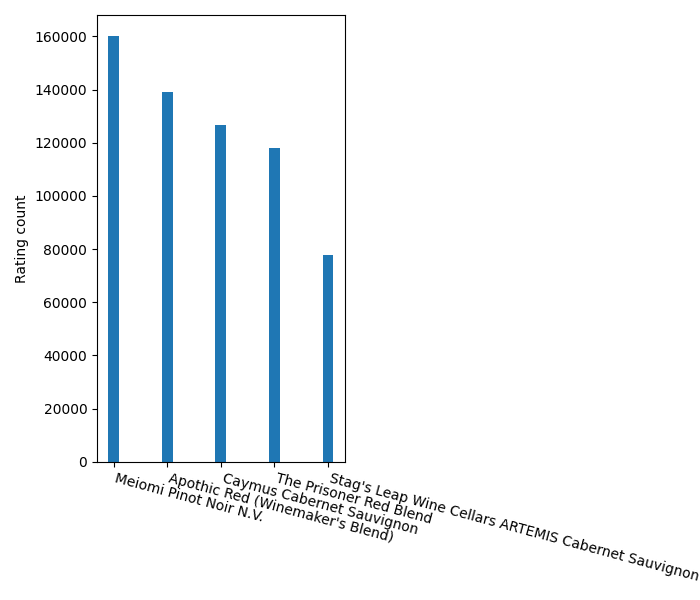 160000
140000
120000
100000
80000
60000
40000
20000
0
Rating count
Meiomi Pinot Noir N.V.
Apothic Red (Winemaker's Blend)
Caymus Cabernet Sauvignon
The Prisoner Red Blend
Stag's Leap Wine Cellars ARTEMIS Cabernet Sauvignon